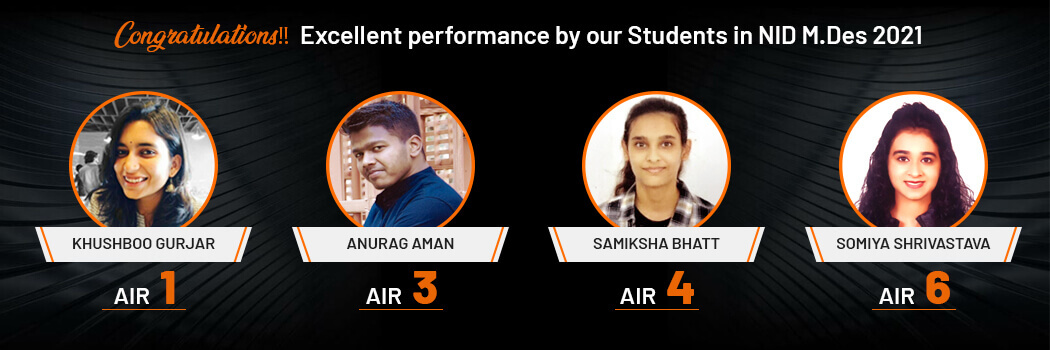 Congratulations!! Excellent performance by our Students in NID M.Des 2021
KHUSHBOO GURJAR
AIR 1
ANURAG AMAN
AIR 3
SAMIKSHA BHATT
AIR 4
SOMIYA SHRIVASTAVA
AIR 6